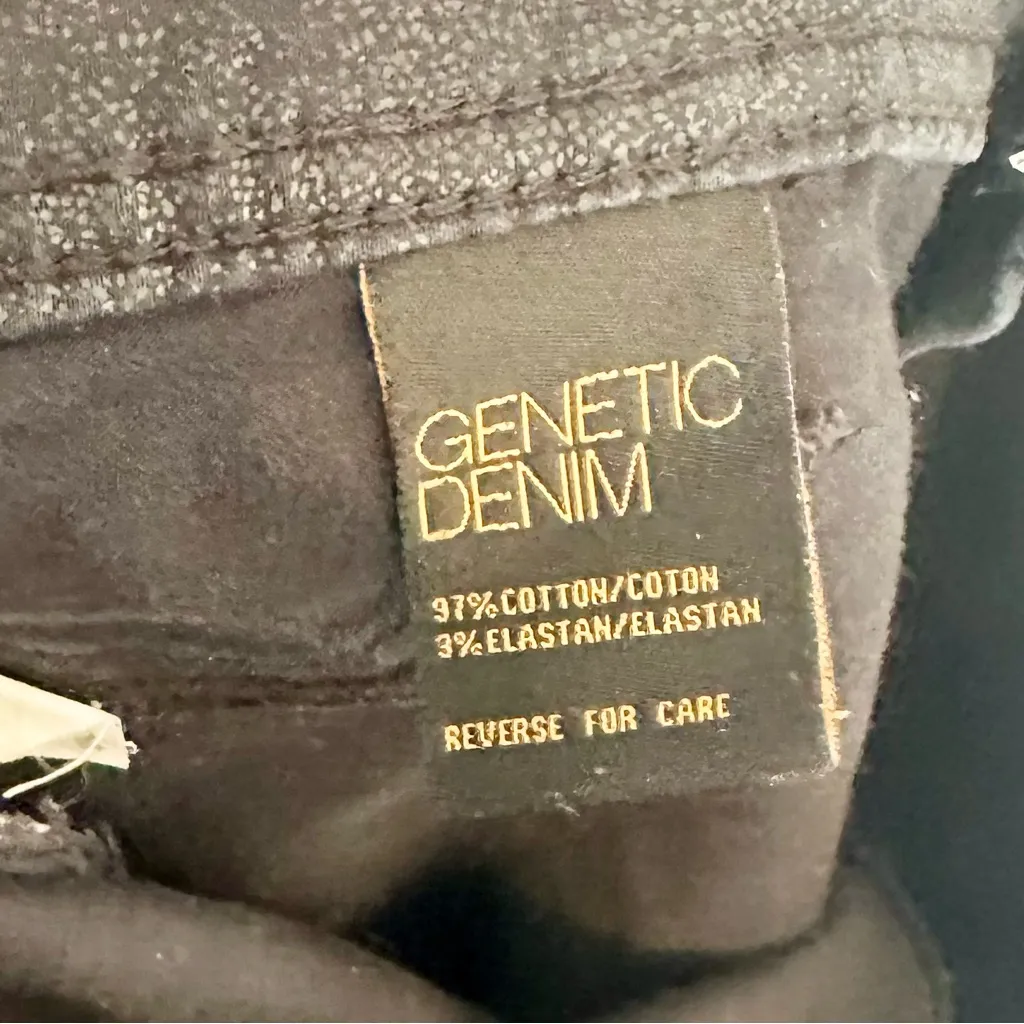 GENETIC
DENIM
97%COTTON/COTON
3%ELASTAN/ELASTAN
REVERSE FOR CARE